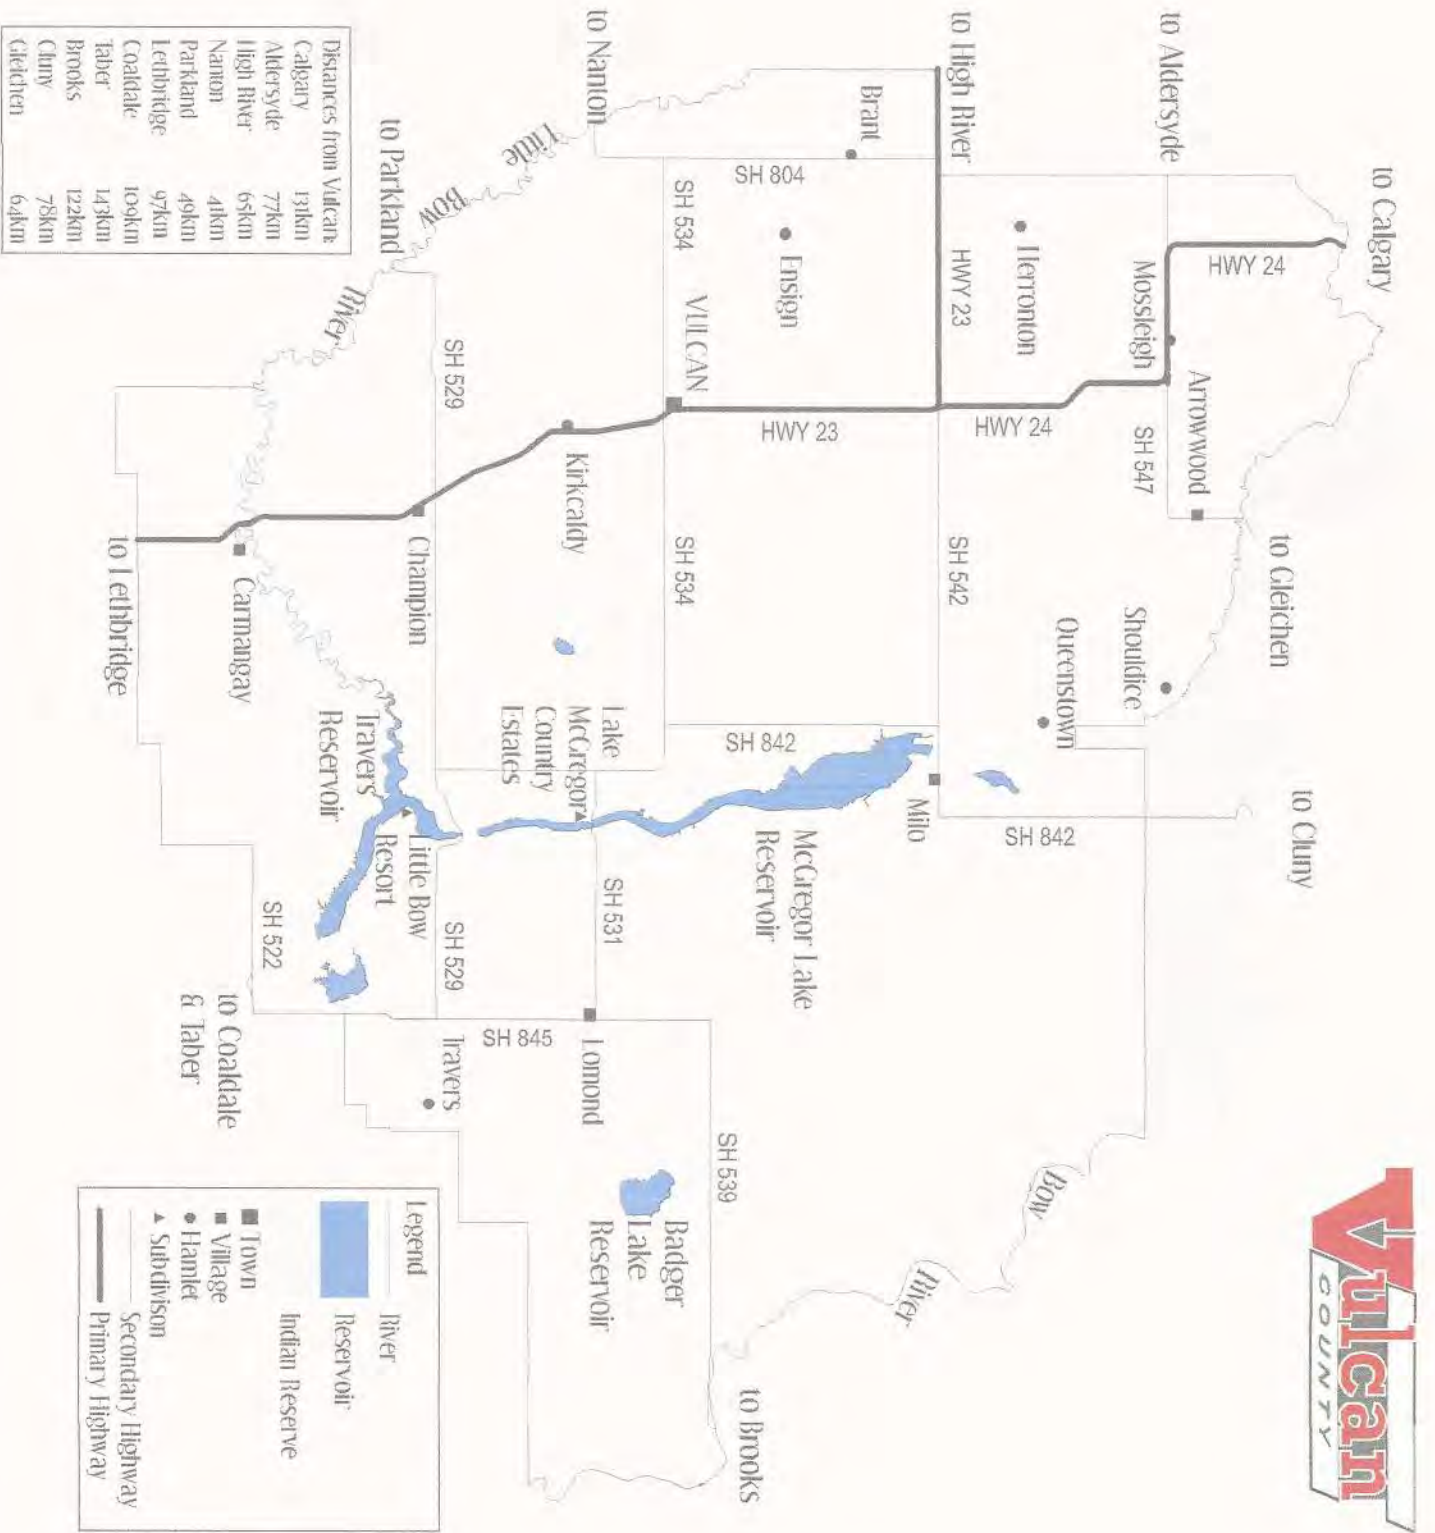 Vulcan
COUNTY
to Calgary
to Gleichen
to Cluny
to Aldersyde
HWY 24
Mossleigh
Arrowwood
SH 547
Shouldice
Queenstown
Herronton
to High River
HWY 23
HWY 24
SH 542
Milo
SH 842
Bow
River
Brant
SH 804
Ensign
HWY 23
SH 842
McGregor Lake
Reservoir
to Nanton
SH 534
VULCAN
SH 534
SH 539
to Brooks
Badger
Lake
Reservoir
Kirkcaldy
Lake
McGregor
Country
Estates
SH 531
Lomond
SH 845
Little
Bow
River
to Parkland
SH 529
Champion
Little Bow
Resort
SH 529
Travers
Travers
Reservoir
Carmangay
SH 522
to Coaldale
& Taber
to Lethbridge
Distances from Vulcan:
Calgary 131km
Aldersyde 77km
High River 65km
Nanton 41km
Parkland 49km
Lethbridge 97km
Coaldale 109km
Taber 143km
Brooks 122km
Cluny 78km
Gleichen 64km
Legend
River
Reservoir
Indian Reserve
Town
Village
Hamlet
Subdivison
Secondary Highway
Primary Highway